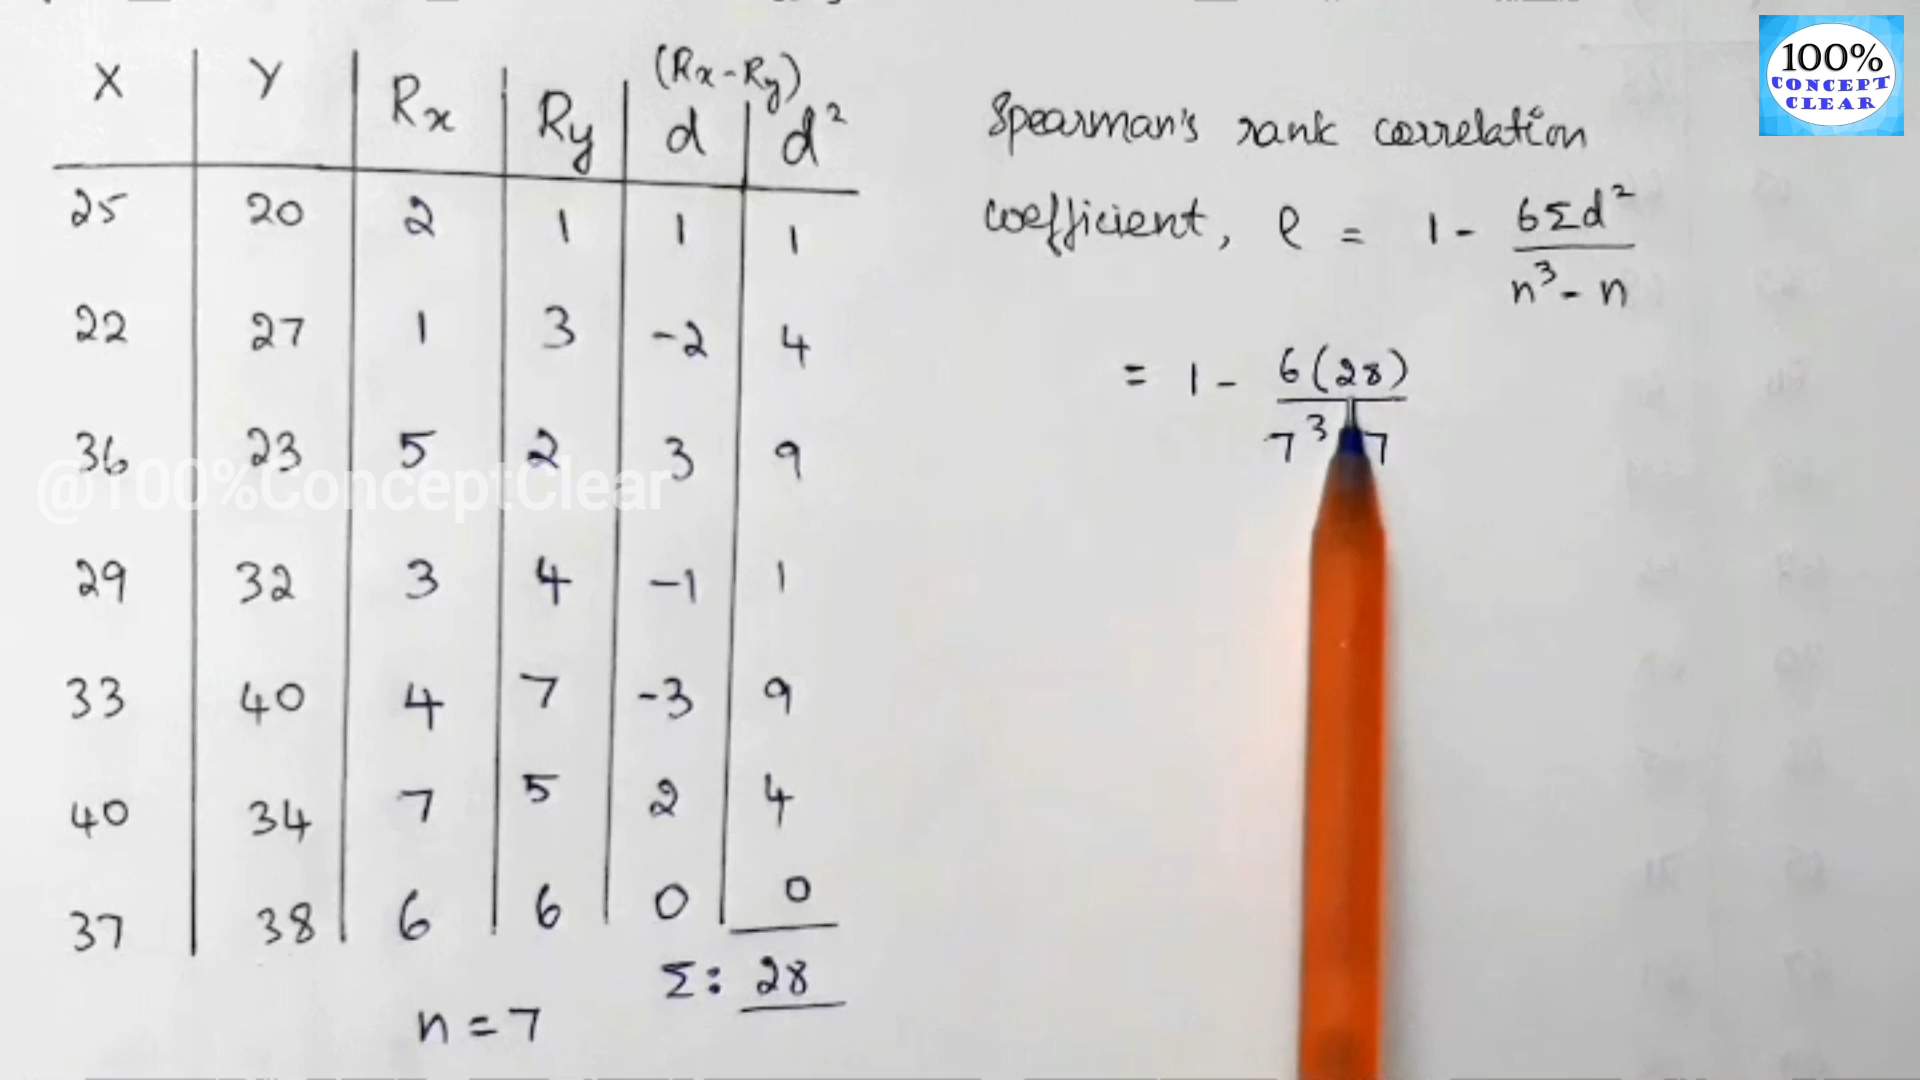 100%
CONCEPT
CLEAR
X Y Rx Ry (Rx-Ry) d d²
25 20 2 1 1 1
22 27 1 3 -2 4
36 23 5 2 3 9
29 32 3 4 -1 1
33 40 4 7 -3 9
40 34 7 5 2 4
37 38 6 6 0 0
Σ: 28
n = 7
Spearman's rank correlation
coefficient, ρ = 1 - 6Σd² / n³ - n
= 1 - 6(28) / 7³ 7
@100%ConceptClear